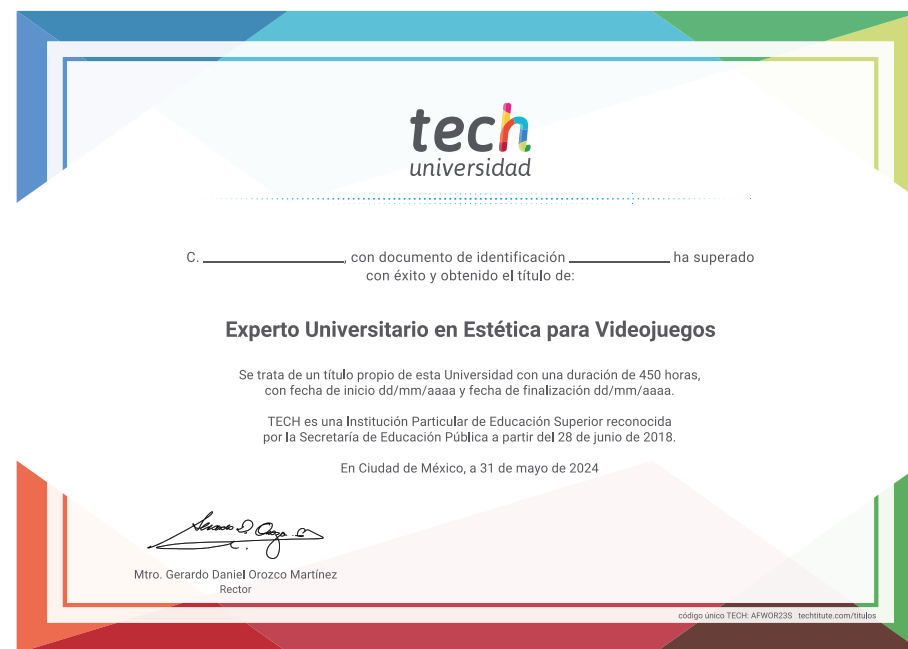 tech
universidad
C. ____________, con documento de identificación ____________ ha superado
con éxito y obtenido el título de:
Experto Universitario en Estética para Videojuegos
Se trata de un título propio de esta Universidad con una duración de 450 horas,
con fecha de inicio dd/mm/aaaa y fecha de finalización dd/mm/aaaa.
TECH es una Institución Particular de Educación Superior reconocida
por la Secretaría de Educación Pública a partir del 28 de junio de 2018.
En Ciudad de México, a 31 de mayo de 2024
Mtro. Gerardo Daniel Orozco Martínez
Rector
código único TECH: AFWOR23S techtitute.com/titulos